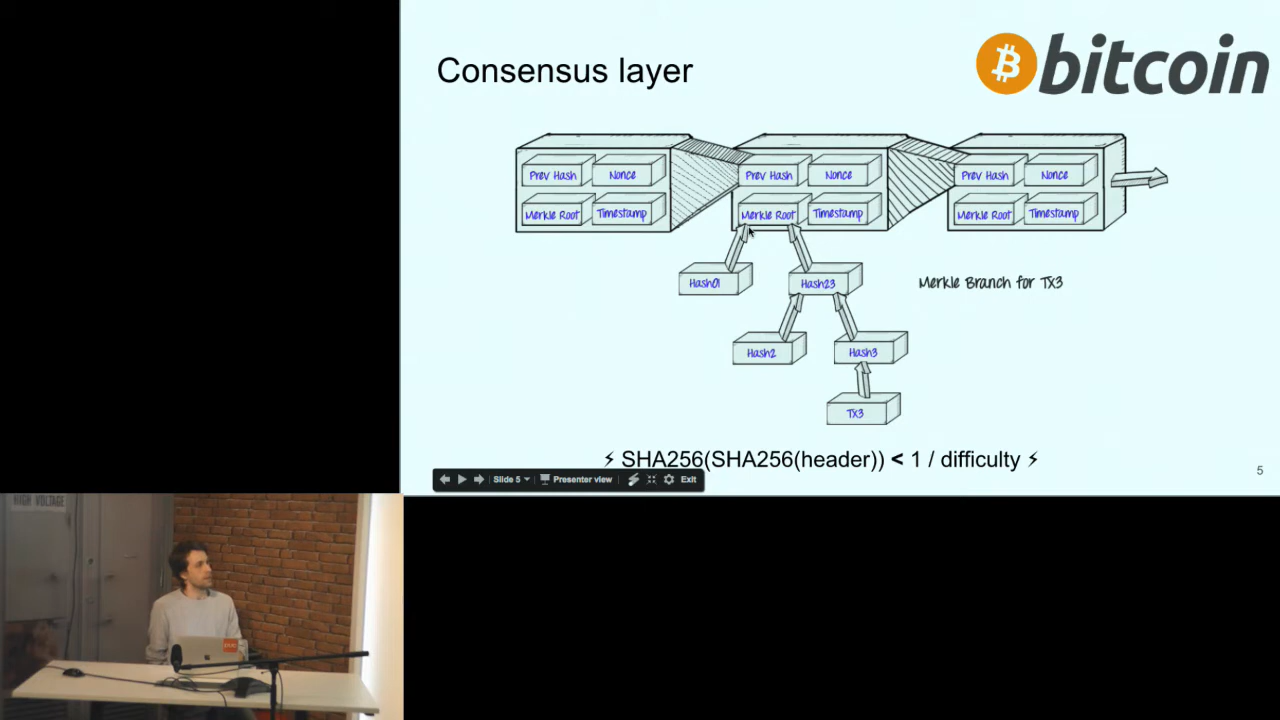 Consensus layer
bitcoin
Prev Hash Nonce Prev Hash Nonce Prev Hash Nonce
Merkle Root Timestamp Merkle Root Timestamp Merkle Root Timestamp
Hash01 Hash23 Merkle Branch for Tx3
Hash2 Hash3
Tx3
⚡ SHA256(SHA256(header)) < 1 / difficulty ⚡
5
Slide 5 Presenter view Exit
HIGH VOLTAGE